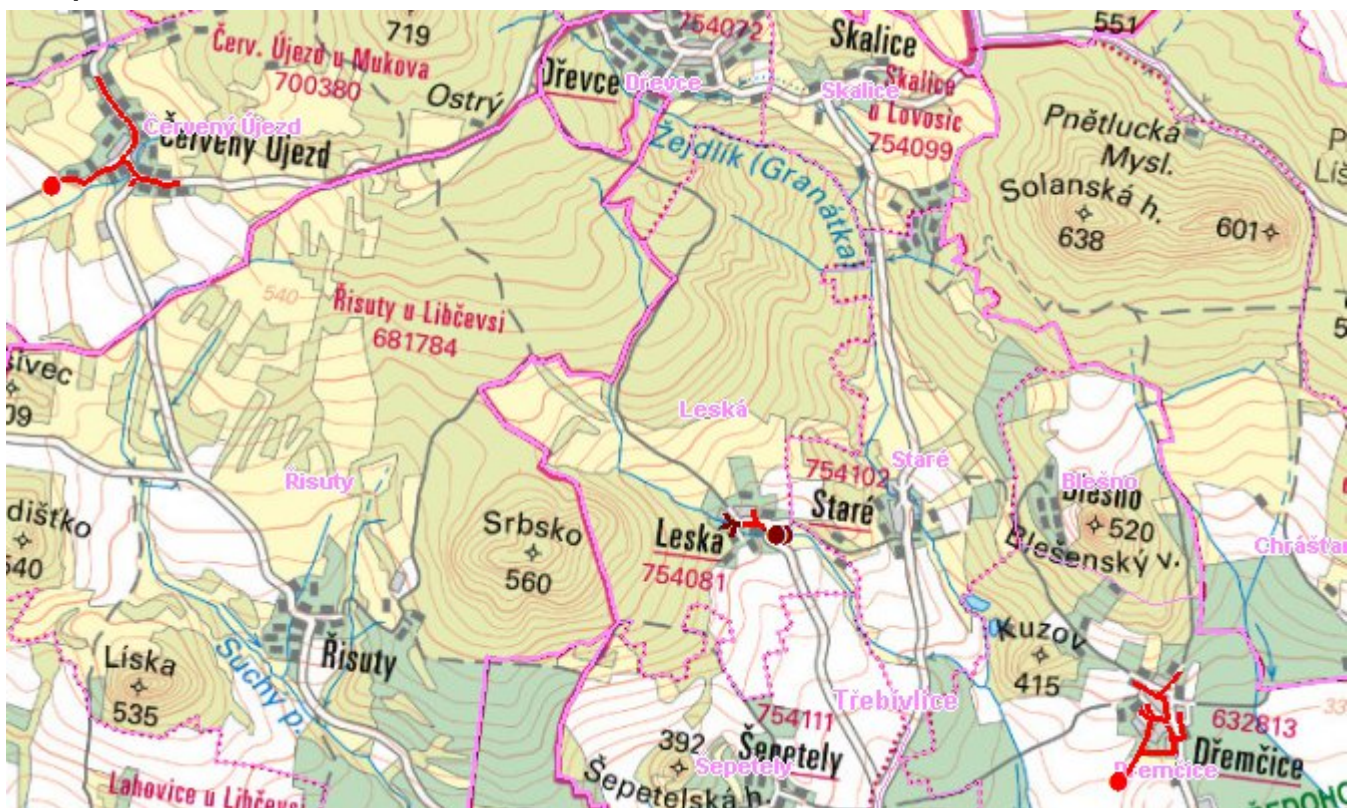 719
754072
551
Skalice
Červ. Újezd u Mukova
700380
Dřevce
Dřevce
Skalice
Skalice
u Lovosic
754099
Ostrý
Červený Újezd
Červený Újezd
Žejdlík (Granátka)
Pnětlucká
Mysl.
Solanská h.
638
601
540
Řisuty u Libčevsi
681784
Leská
Řisuty
754102
Staré
Staré
Blešno
Blešno
520
Blešenský v.
Srbsko
560
Leska
754081
540
Líska
535
Suchý p.
Řisuty
Kuzov
415
Třebívlice
754111
392
Šepetely
Sepetely
Šepetelská h.
632813
Dřemčice
Dřemčice
Lahovice u Libčevsi